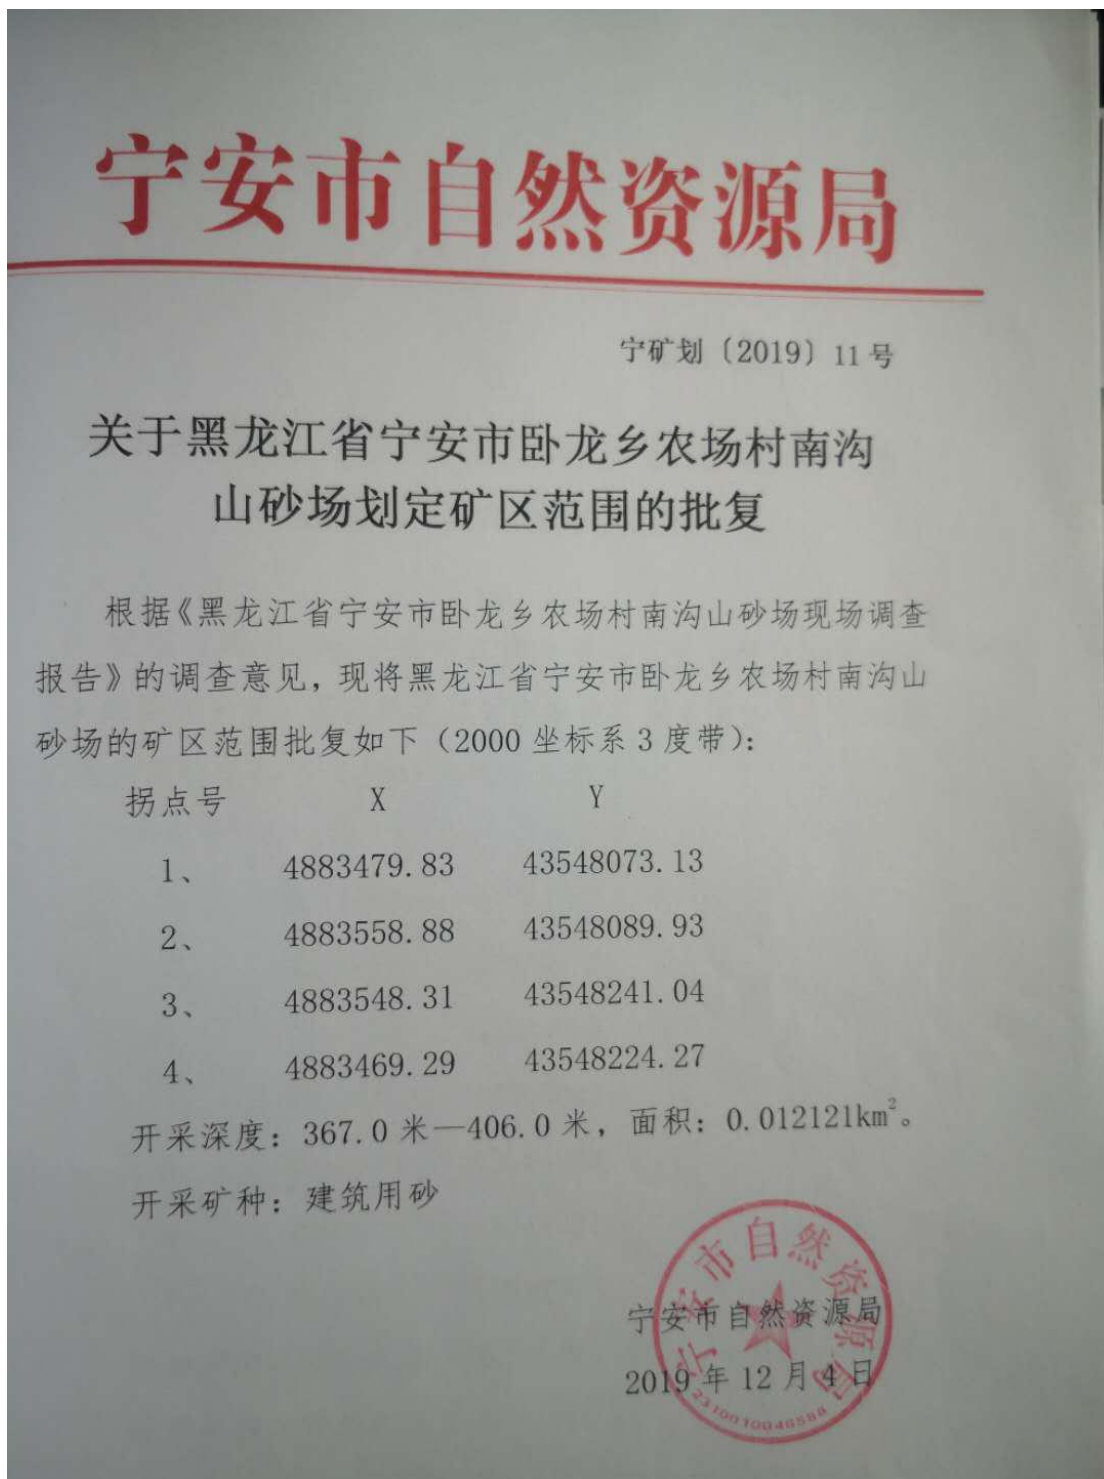 宁安市自然资源局
宁矿划〔2019〕11号
关于黑龙江省宁安市卧龙乡农场村南沟
山砂场划定矿区范围的批复
根据《黑龙江省宁安市卧龙乡农场村南沟山砂场现场调查
报告》的调查意见，现将黑龙江省宁安市卧龙乡农场村南沟山
砂场的矿区范围批复如下（2000坐标系3度带）：
拐点号 X Y
1、 4883479.83 43548073.13
2、 4883558.88 43548089.93
3、 4883548.31 43548241.04
4、 4883469.29 43548224.27
开采深度：367.0米—406.0米，面积：0.012121km²。
开采矿种：建筑用砂
宁安市自然资源局
宁安市自然资源局
2019年12月4日